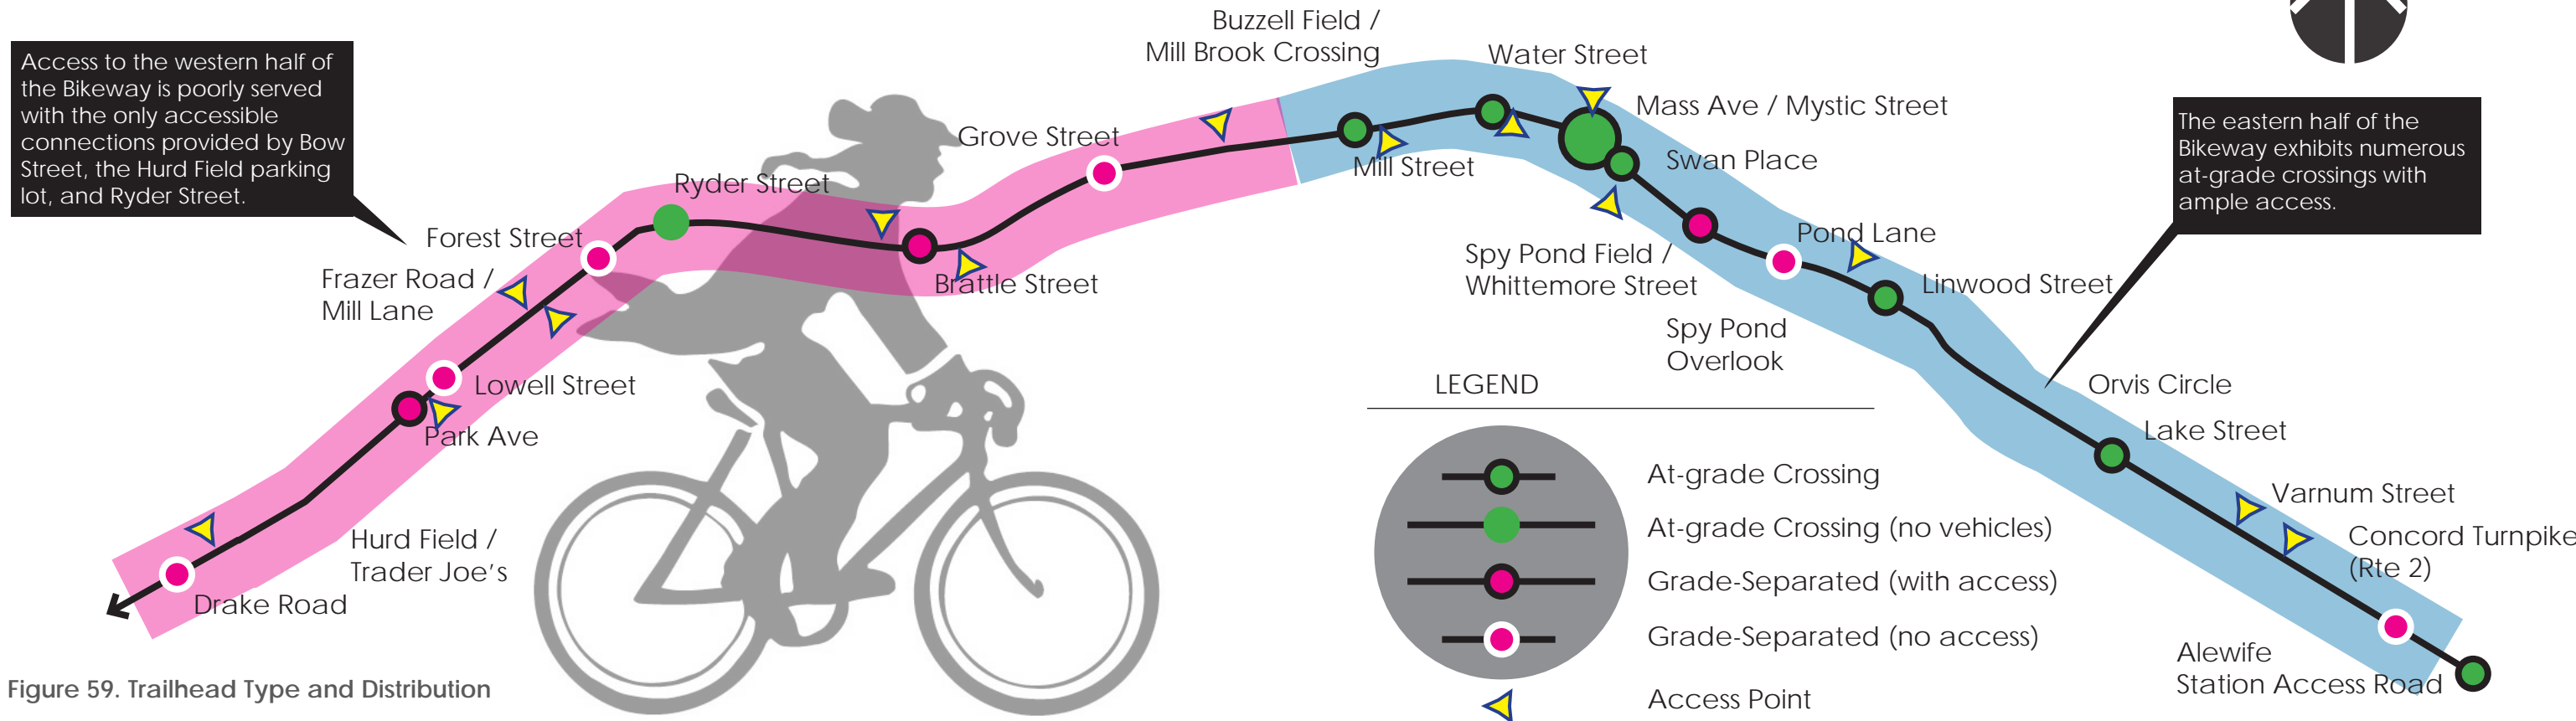 Access to the western half of
the Bikeway is poorly served
with the only accessible
connections provided by Bow
Street, the Hurd Field parking
lot, and Ryder Street.
Buzzell Field /
Mill Brook Crossing
Water Street
Mass Ave / Mystic Street
The eastern half of the
Bikeway exhibits numerous
at-grade crossings with
ample access.
Grove Street
Mill Street
Swan Place
Ryder Street
Forest Street
Frazer Road /
Mill Lane
Brattle Street
Spy Pond Field /
Whittemore Street
Pond Lane
Linwood Street
Spy Pond
Overlook
Lowell Street
Park Ave
Orvis Circle
Lake Street
Hurd Field /
Trader Joe's
Drake Road
Varnum Street
Concord Turnpike
(Rte 2)
Alewife
Station Access Road
LEGEND
At-grade Crossing
At-grade Crossing (no vehicles)
Grade-Separated (with access)
Grade-Separated (no access)
Access Point
Figure 59. Trailhead Type and Distribution